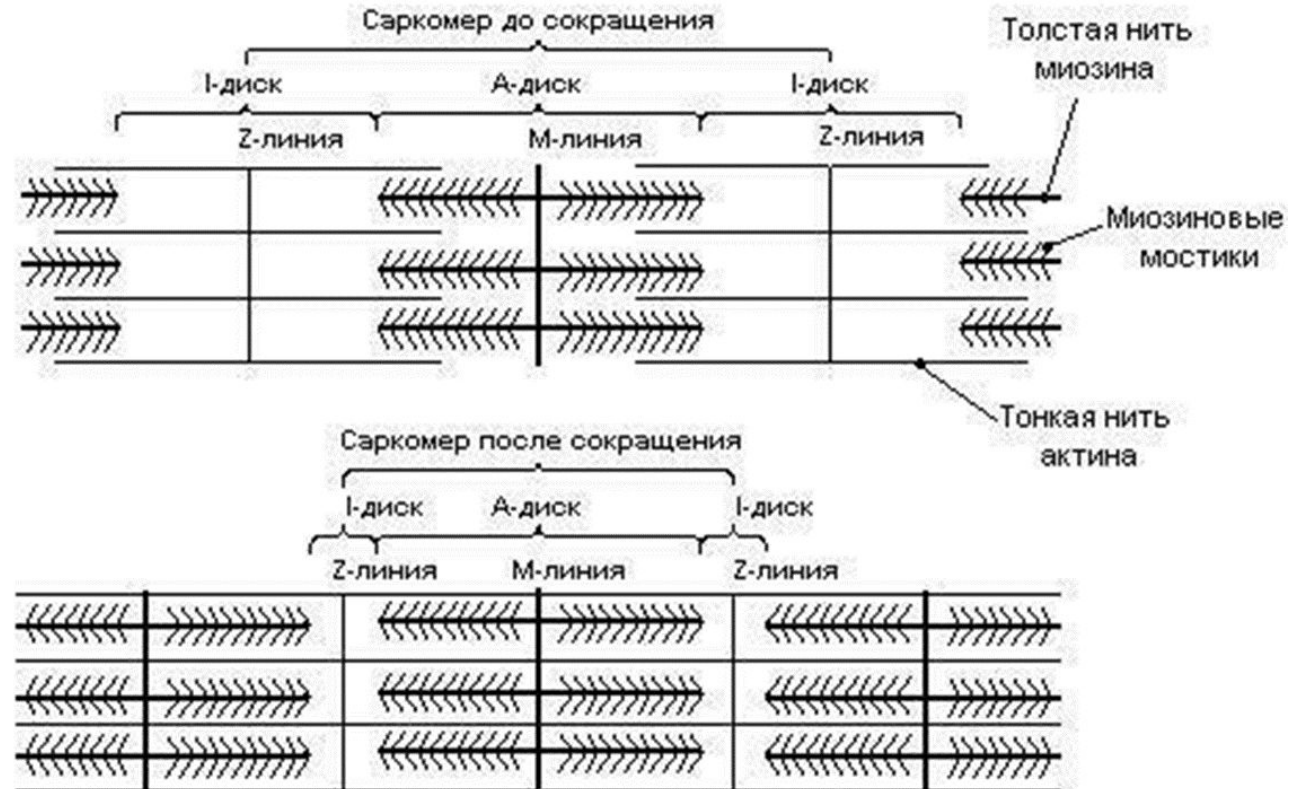 Саркомер до сокращения
Толстая нить
миозина
I-диск
А-диск
I-диск
Z-линия
М-линия
Z-линия
Миозиновые
мостики
Тонкая нить
актина
Саркомер после сокращения
I-диск
А-диск
I-диск
Z-линия
М-линия
Z-линия